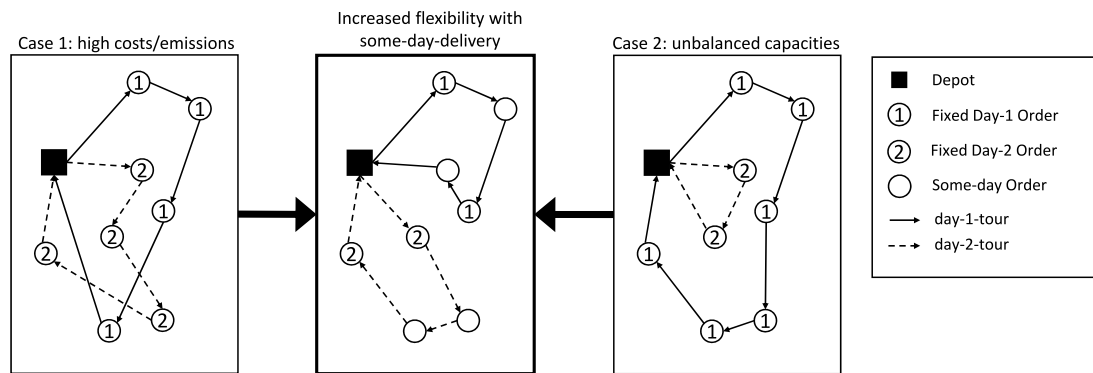 Increased flexibility with
some-day-delivery
Case 1: high costs/emissions
1
1
2
1
2
2
1
2
1
1
2
2
Case 2: unbalanced capacities
1
1
2
1
2
1
1
1
Depot
1 Fixed Day-1 Order
2 Fixed Day-2 Order
Some-day Order
day-1-tour
day-2-tour